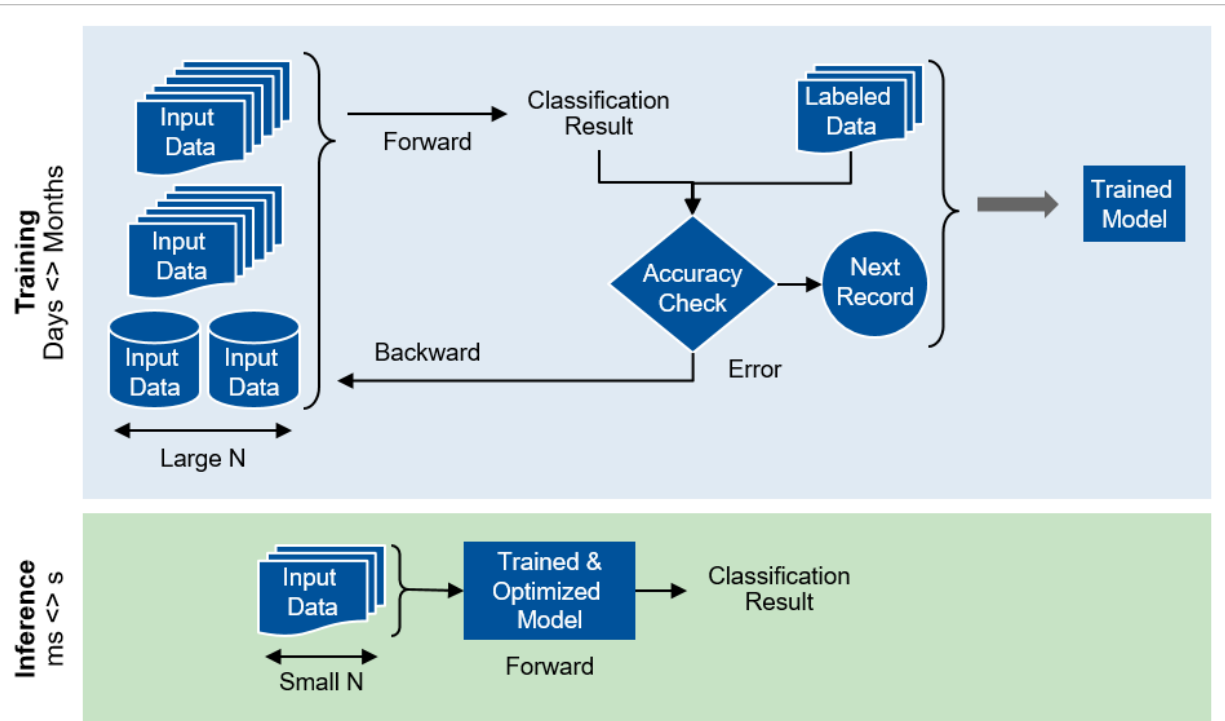 Training
Days <> Months
Input
Data
Input
Data
Input
Data
Input
Data
Large N
Forward
Classification
Result
Labeled
Data
Accuracy
Check
Next
Record
Backward
Error
Trained
Model
Inference
ms <> s
Input
Data
Small N
Trained &
Optimized
Model
Forward
Classification
Result